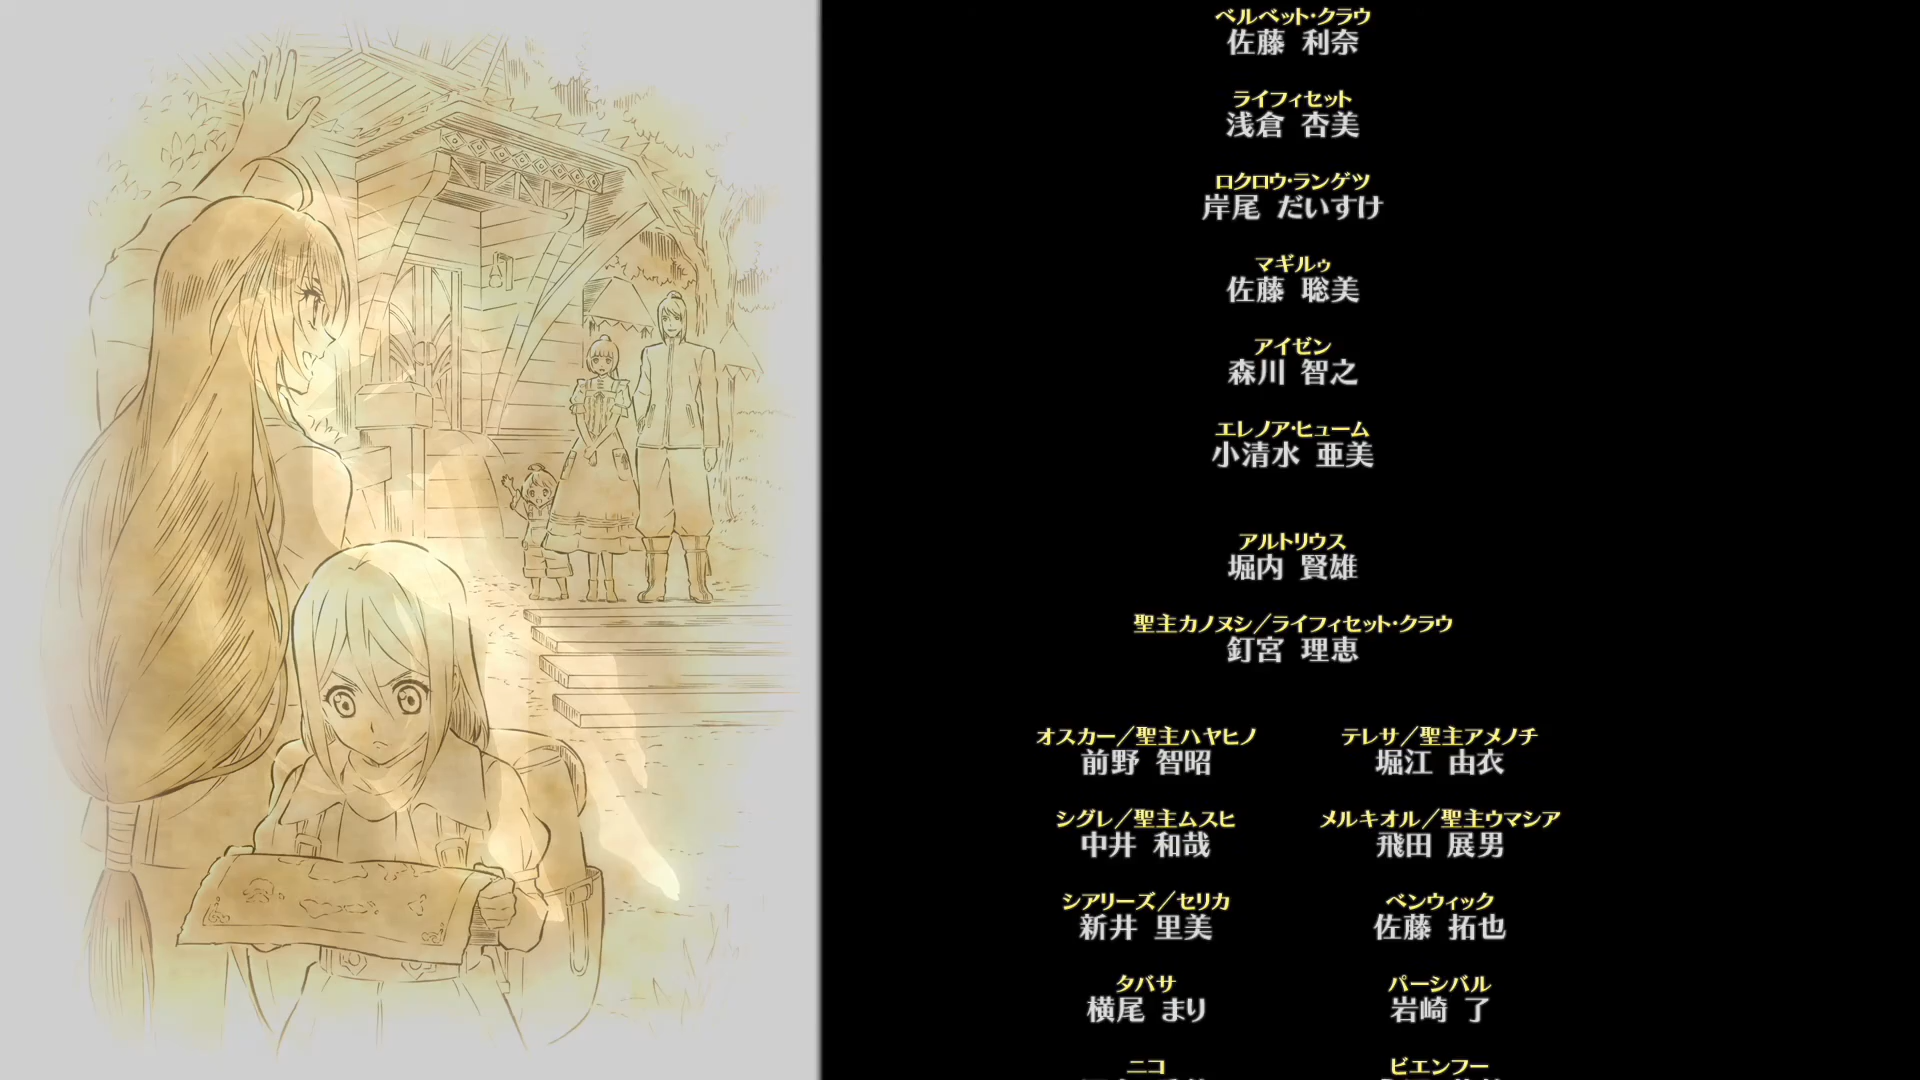 ベルベット・クラウ
佐藤 利奈
ライフィセット
浅倉 杏美
ロクロウ・ランゲツ
岸尾 だいすけ
マギルゥ
佐藤 聡美
アイゼン
森川 智之
エレノア・ヒューム
小清水 亜美
アルトリウス
堀内 賢雄
聖主カノヌシ／ライフィセット・クラウ
釘宮 理恵
オスカー／聖主ハヤヒノ
前野 智昭
テレサ／聖主アメノチ
堀江 由衣
シグレ／聖主ムスヒ
中井 和哉
メルキオル／聖主ウマシア
飛田 展男
シアリーズ／セリカ
新井 里美
ベンウィック
佐藤 拓也
タバサ
横尾 まり
パーシバル
岩崎 了
ニコ
ビエンフー